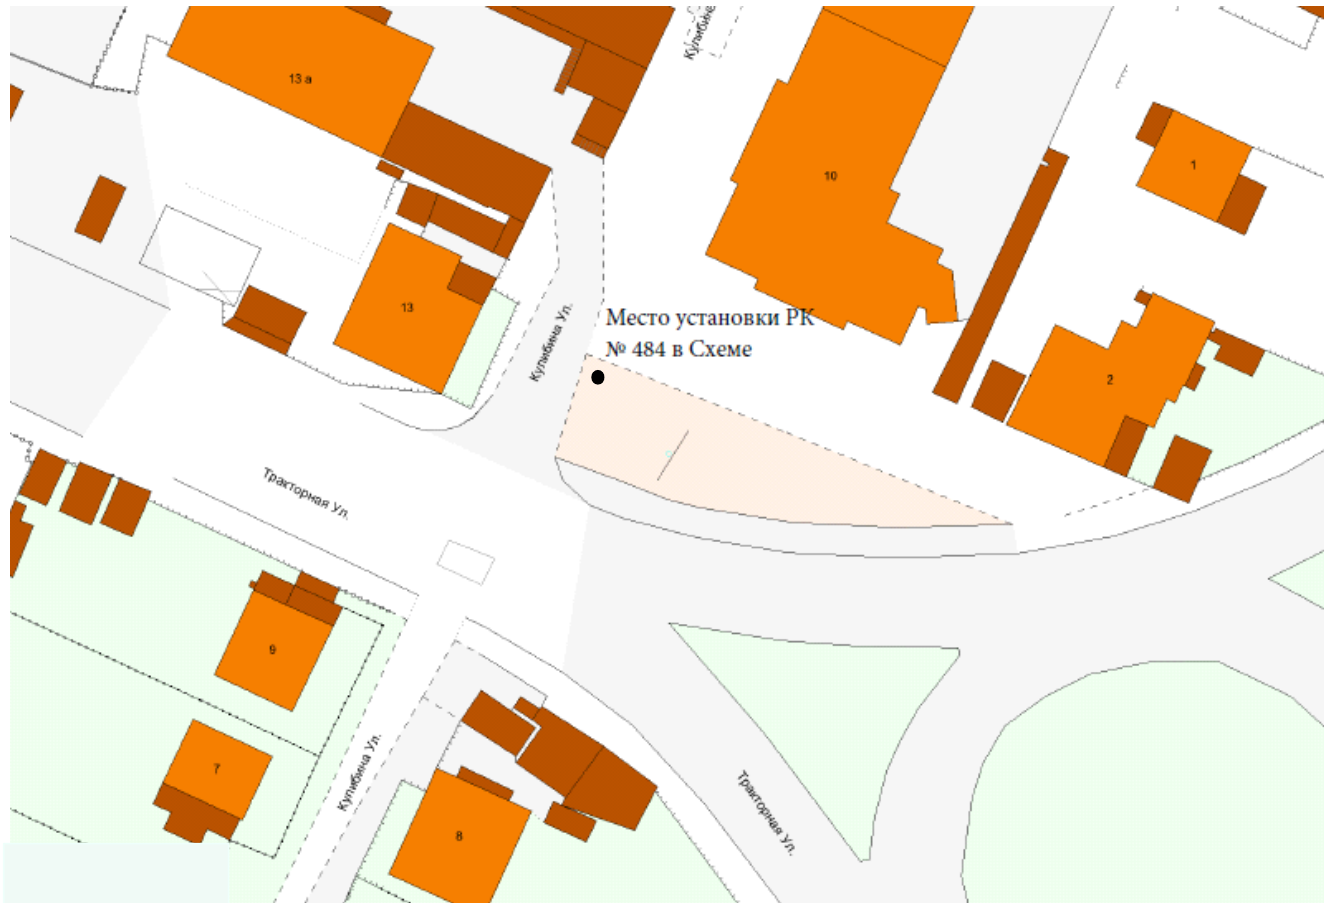 Кулибина
13 а
10
1
13
Кулибина Ул.
Место установки РК
№ 484 в Схеме
2
Тракторная Ул.
9
7
Кулибина Ул.
8
Тракторная Ул.